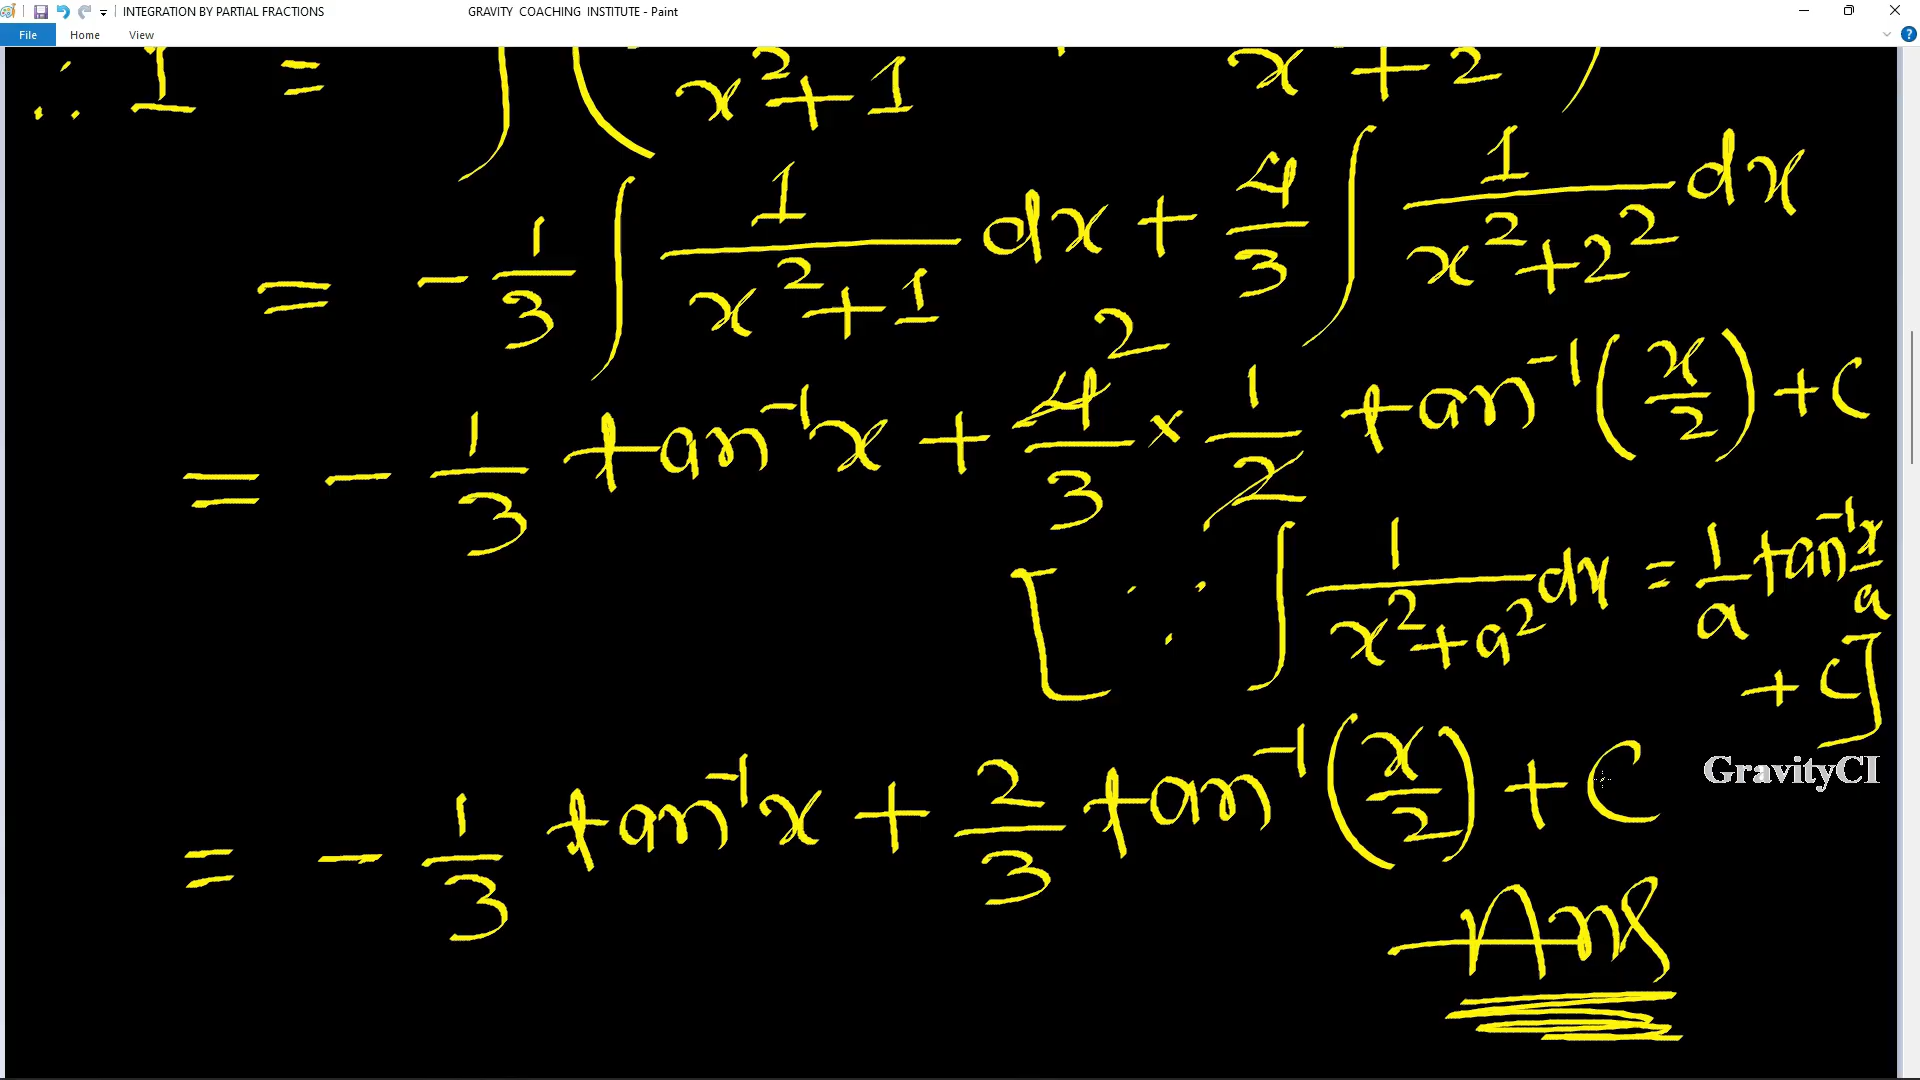 INTEGRATION BY PARTIAL FRACTIONS GRAVITY COACHING INSTITUTE - Paint
File Home View
∴ I = ∫ ( x²+1 x²+2 )
= - 1/3 ∫ 1/(x²+1) dx + 4/3 ∫ 1/(x²+2²) dx
= - 1/3 tan⁻¹x + 4/3 × 1/2 tan⁻¹(x/2) + C
2
[ ∵ ∫ 1/(x²+a²) dx = 1/a tan⁻¹ x/a
+ C]
= - 1/3 tan⁻¹x + 2/3 tan⁻¹(x/2) + C
GravityCI
Ans